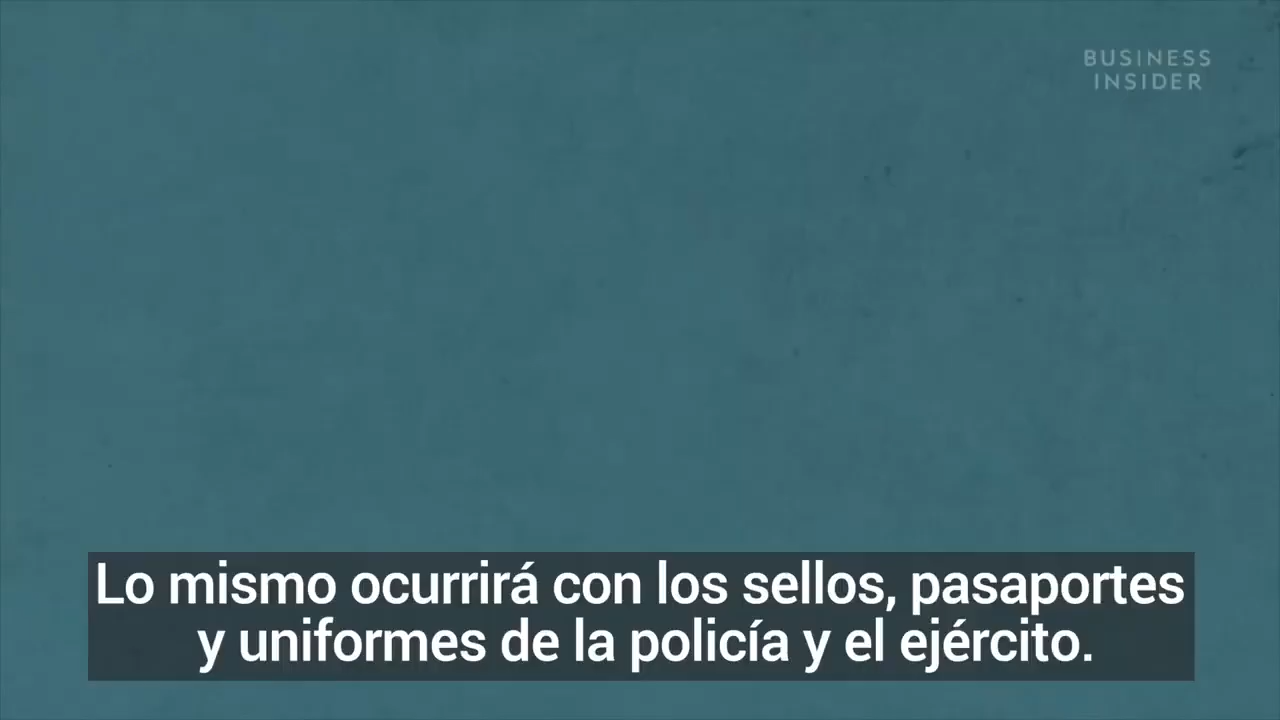 BUSINESS
INSIDER
Lo mismo ocurrirá con los sellos, pasaportes
y uniformes de la policía y el ejército.